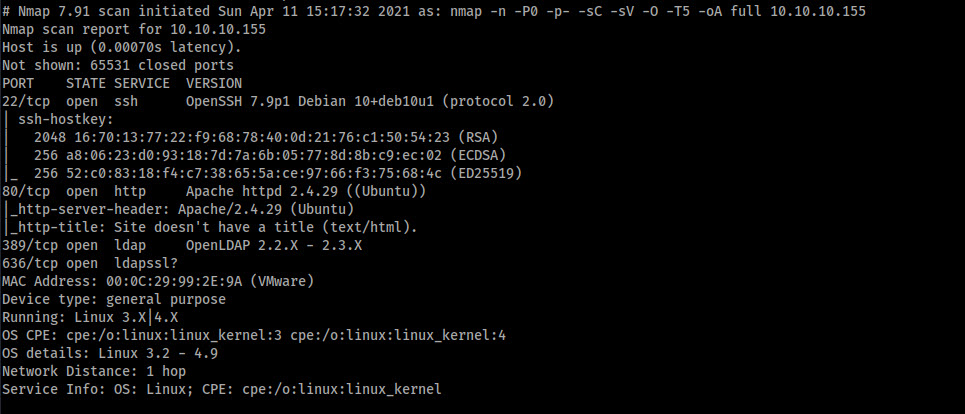 # Nmap 7.91 scan initiated Sun Apr 11 15:17:32 2021 as: nmap -n -P0 -p- -sC -sV -O -T5 -oA full 10.10.10.155
Nmap scan report for 10.10.10.155
Host is up (0.00070s latency).
Not shown: 65531 closed ports
PORT    STATE SERVICE  VERSION
22/tcp  open  ssh      OpenSSH 7.9p1 Debian 10+deb10u1 (protocol 2.0)
| ssh-hostkey:
|   2048 16:70:13:77:22:f9:68:78:40:0d:21:76:c1:50:54:23 (RSA)
|   256 a8:06:23:d0:93:18:7d:7a:6b:05:77:8d:8b:c9:ec:02 (ECDSA)
|_  256 52:c0:83:18:f4:c7:38:65:5a:ce:97:66:f3:75:68:4c (ED25519)
80/tcp  open  http     Apache httpd 2.4.29 ((Ubuntu))
|_http-server-header: Apache/2.4.29 (Ubuntu)
|_http-title: Site doesn't have a title (text/html).
389/tcp open  ldap     OpenLDAP 2.2.X - 2.3.X
636/tcp open  ldapssl?
MAC Address: 00:0C:29:99:2E:9A (VMware)
Device type: general purpose
Running: Linux 3.X|4.X
OS CPE: cpe:/o:linux:linux_kernel:3 cpe:/o:linux:linux_kernel:4
OS details: Linux 3.2 - 4.9
Network Distance: 1 hop
Service Info: OS: Linux; CPE: cpe:/o:linux:linux_kernel